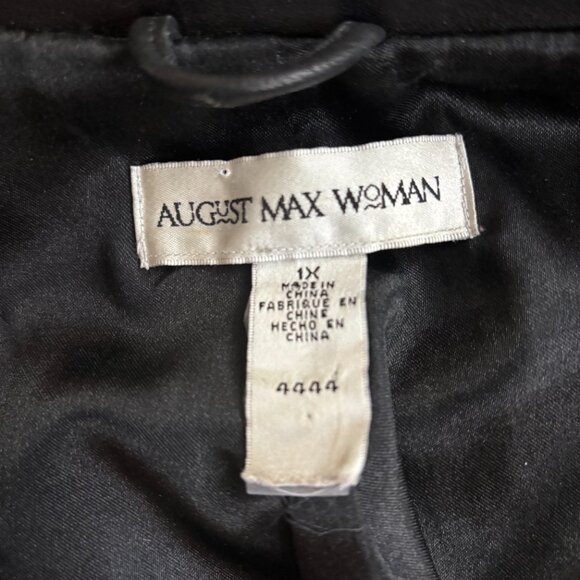 AUGUST MAX WOMAN
1X
MADE IN
CHINA
FABRIQUE EN
CHINE
HECHO EN
CHINA
4444